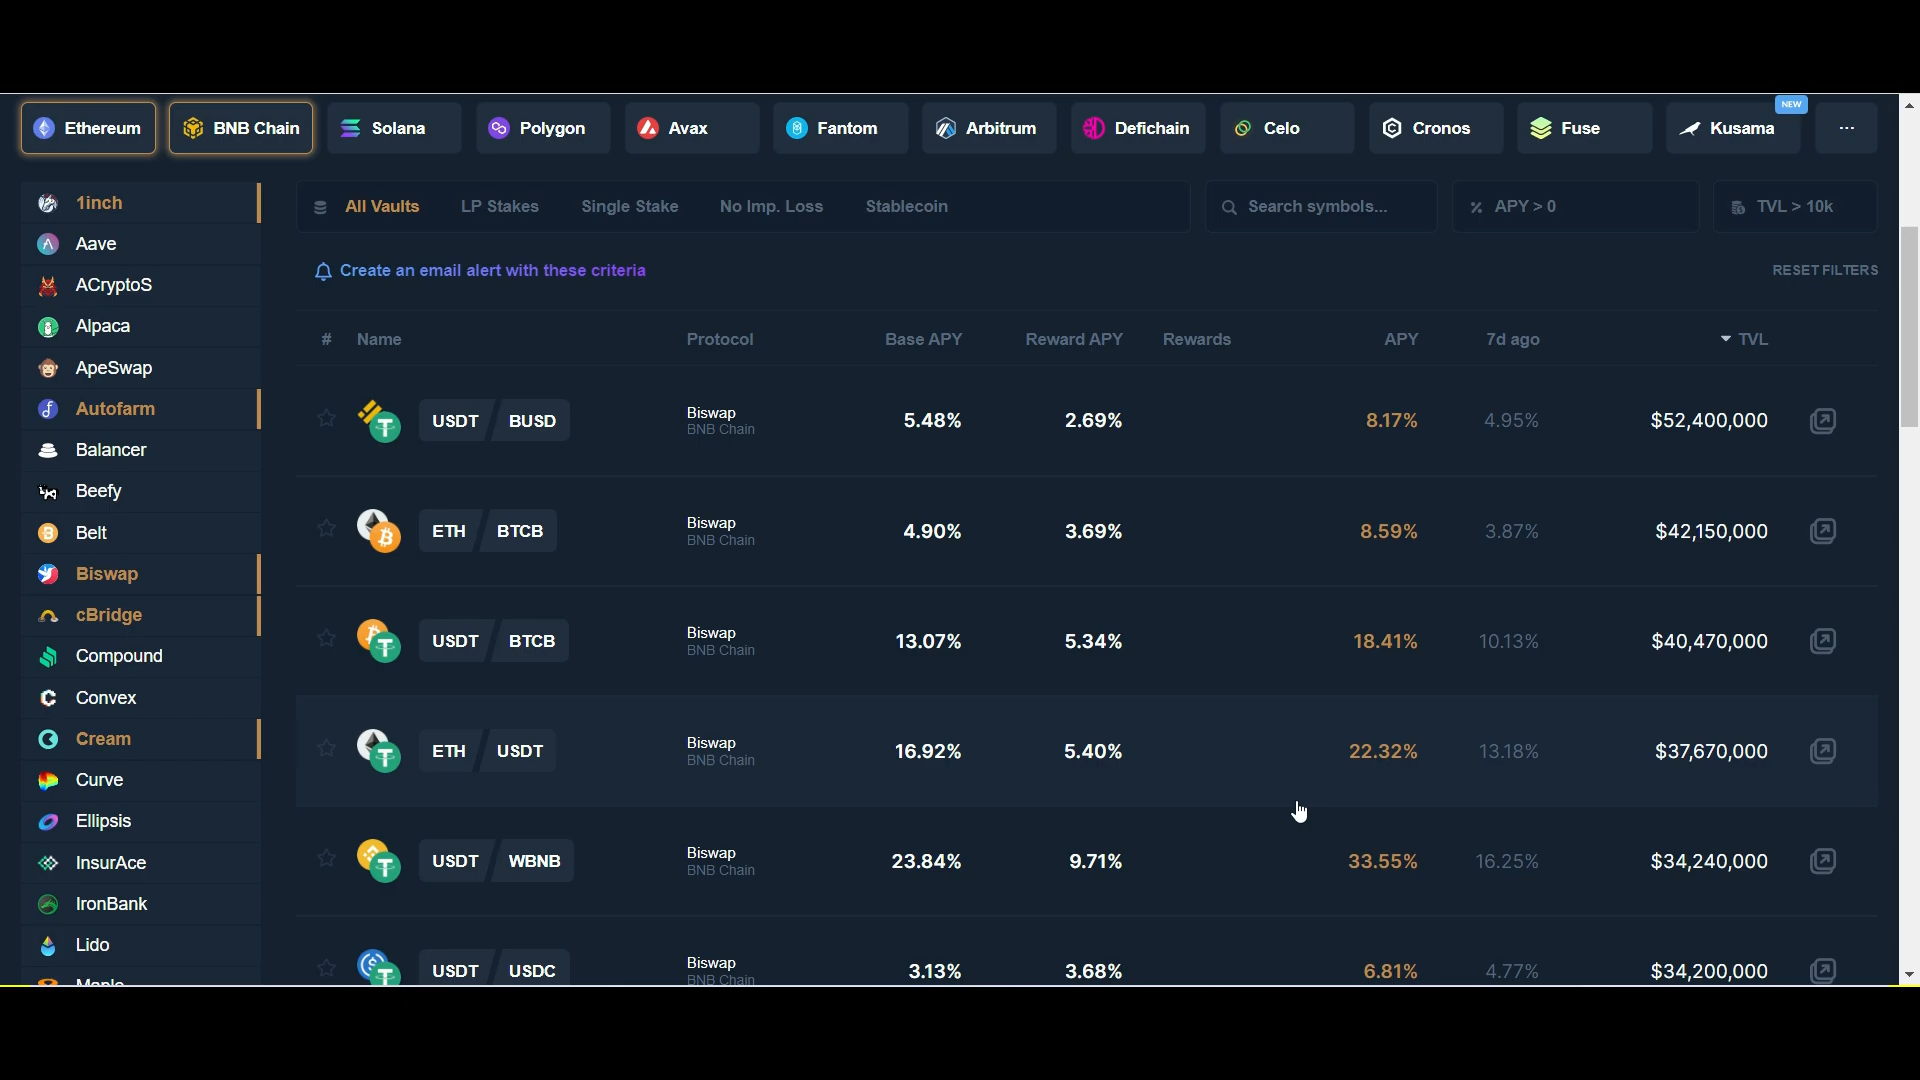 Ethereum BNB Chain Solana Polygon Avax Fantom Arbitrum Defichain Celo Cronos Fuse Kusama NEW ...
1inch
Aave
ACryptoS
Alpaca
ApeSwap
Autofarm
Balancer
Beefy
Belt
Biswap
cBridge
Compound
Convex
Cream
Curve
Ellipsis
InsurAce
IronBank
Lido
Maple
All Vaults LP Stakes Single Stake No Imp. Loss Stablecoin Search symbols... % APY > 0 TVL > 10k
Create an email alert with these criteria RESET FILTERS
# Name Protocol Base APY Reward APY Rewards APY 7d ago TVL
USDT BUSD Biswap 5.48% 2.69% 8.17% 4.95% $52,400,000
BNB Chain
ETH BTCB Biswap 4.90% 3.69% 8.59% 3.87% $42,150,000
BNB Chain
USDT BTCB Biswap 13.07% 5.34% 18.41% 10.13% $40,470,000
BNB Chain
ETH USDT Biswap 16.92% 5.40% 22.32% 13.18% $37,670,000
BNB Chain
USDT WBNB Biswap 23.84% 9.71% 33.55% 16.25% $34,240,000
BNB Chain
USDT USDC Biswap 3.13% 3.68% 6.81% 4.77% $34,200,000
BNB Chain